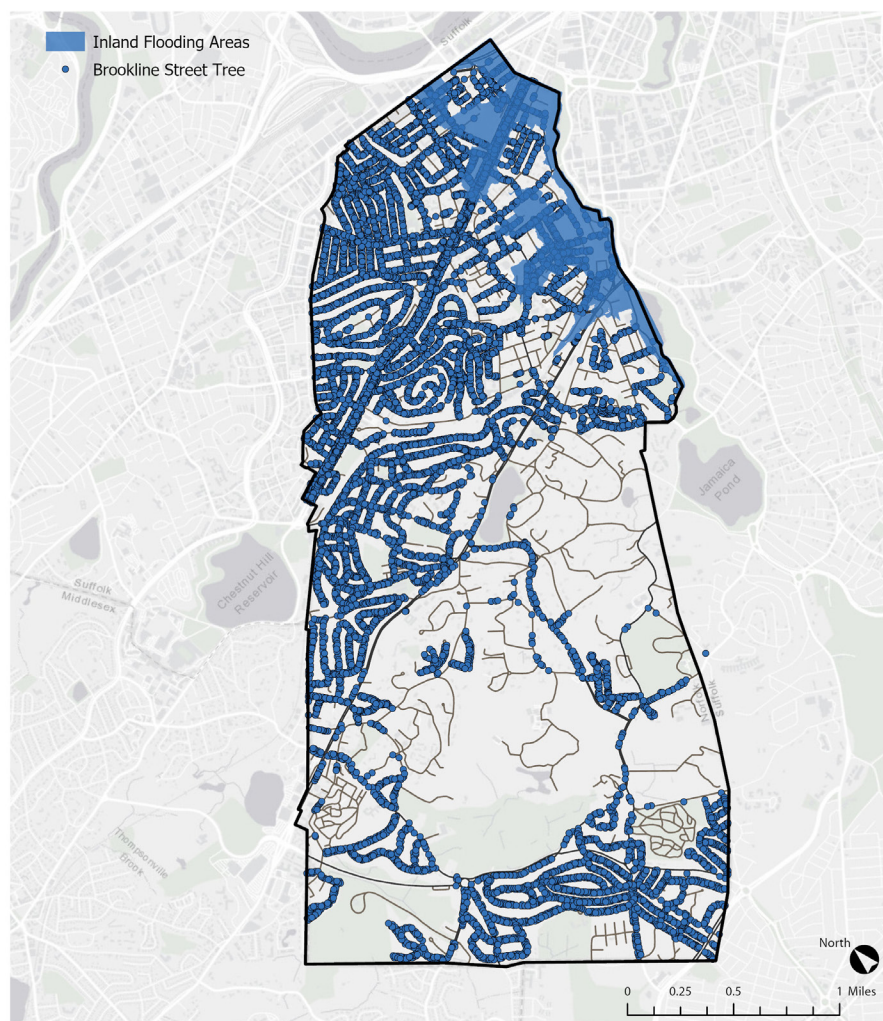 Inland Flooding Areas
Brookline Street Tree
Suffolk
Jamaica
Pond
Chestnut Hill
Reservoir
Suffolk
Middlesex
Norfolk
Suffolk
Thompsonville
Brook
North
0 0.25 0.5 1 Miles